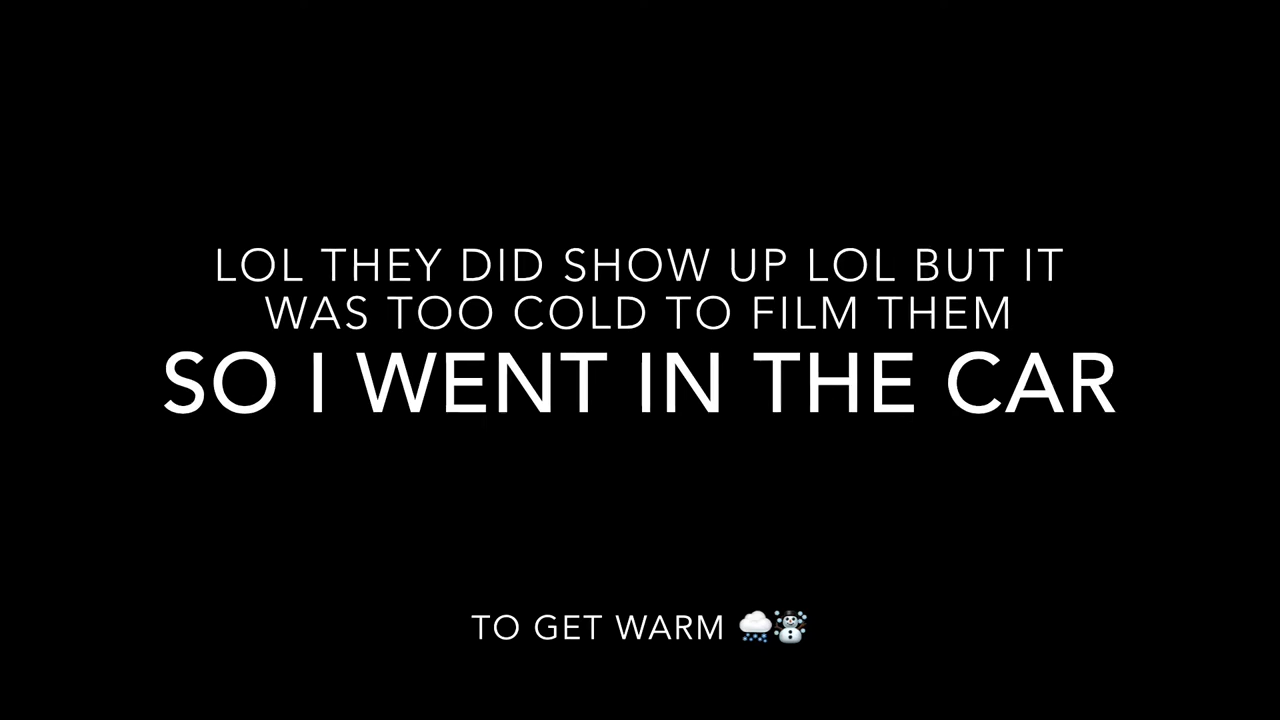 LOL THEY DID SHOW UP LOL BUT IT
WAS TOO COLD TO FILM THEM
SO I WENT IN THE CAR
TO GET WARM 🌨☃️